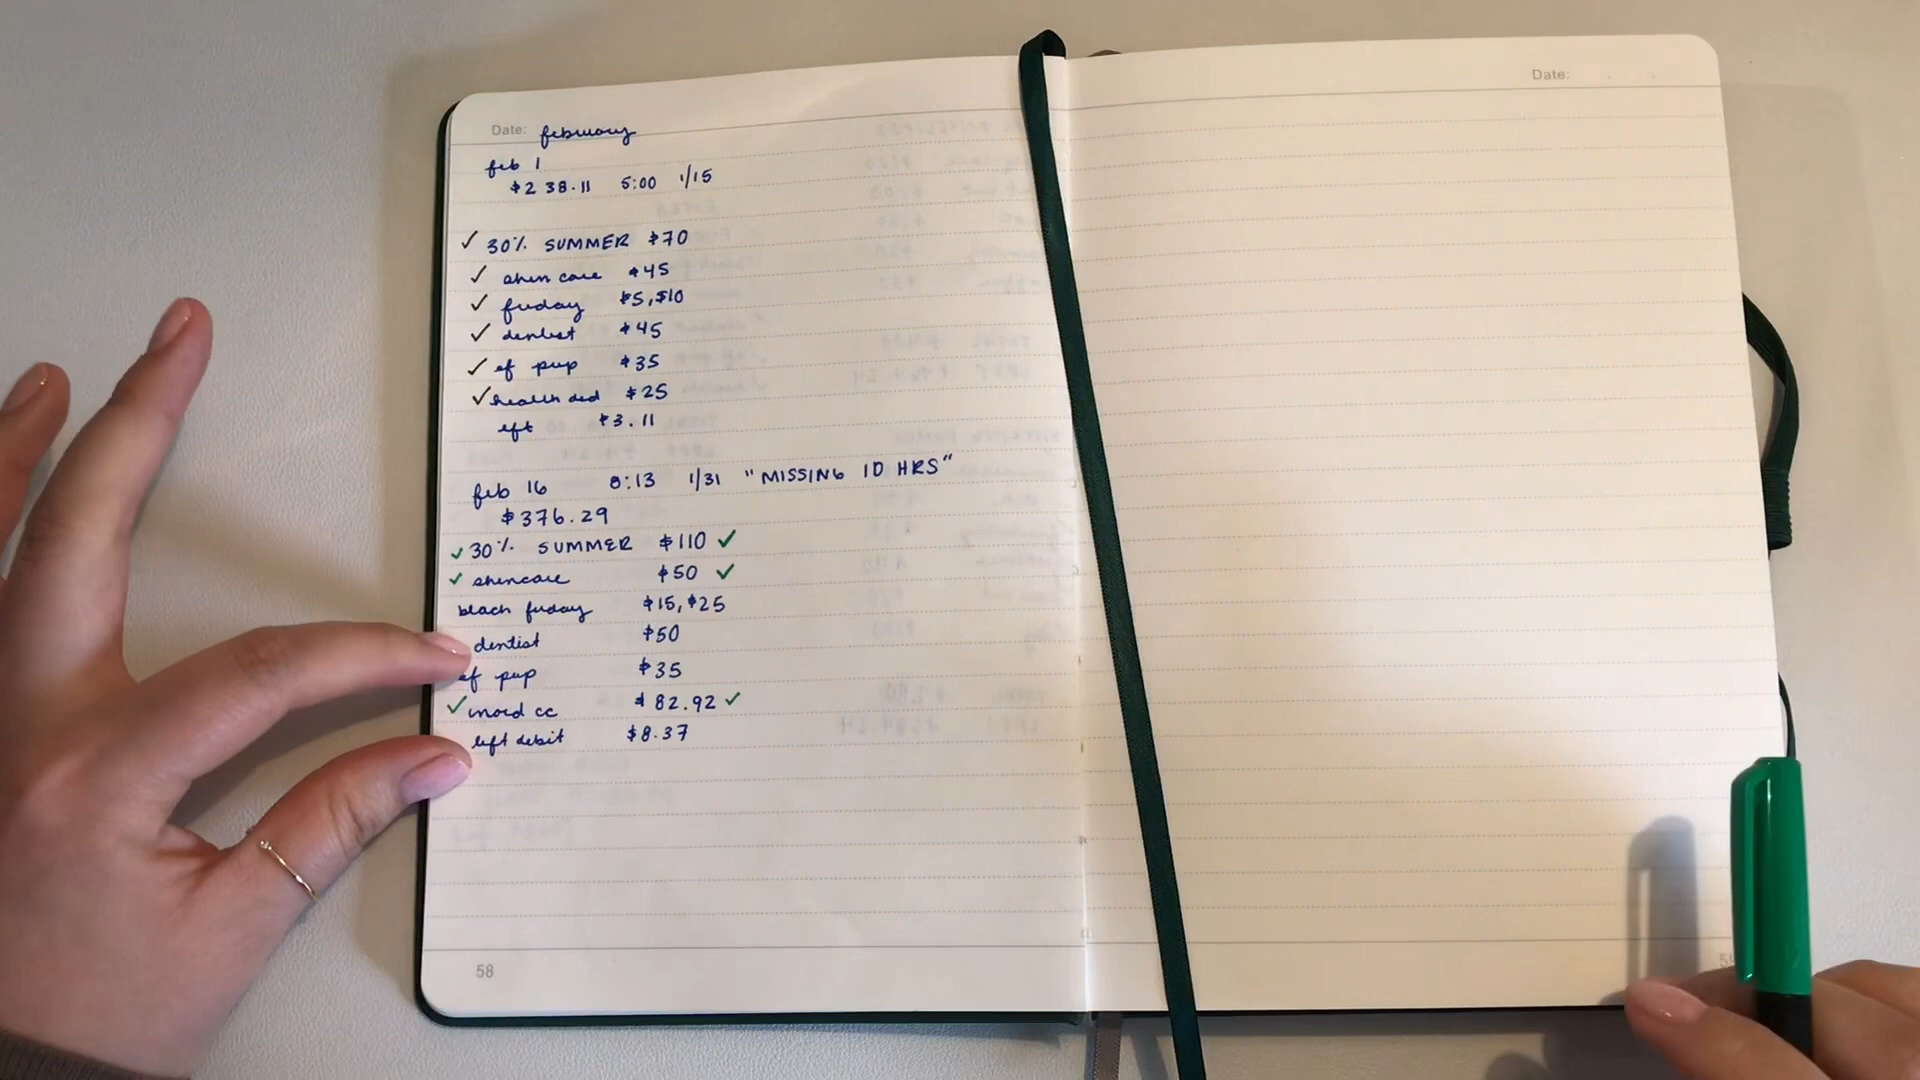 Date: february
feb 1
$238.11 5:00 1/15
✓ 30% SUMMER $70
✓ skin care $45
✓ friday $5, $10
✓ dentist $45
✓ ef pup $35
✓ health ded $25
left $3.11
feb 16 8:13 1/31 "MISSING 10 HRS"
$376.29
✓ 30% SUMMER $110 ✓
✓ skincare $50 ✓
black friday $15, $25
dentist $50
ef pup $35
✓ cc $82.92 ✓
left debit $8.37
58
Date: